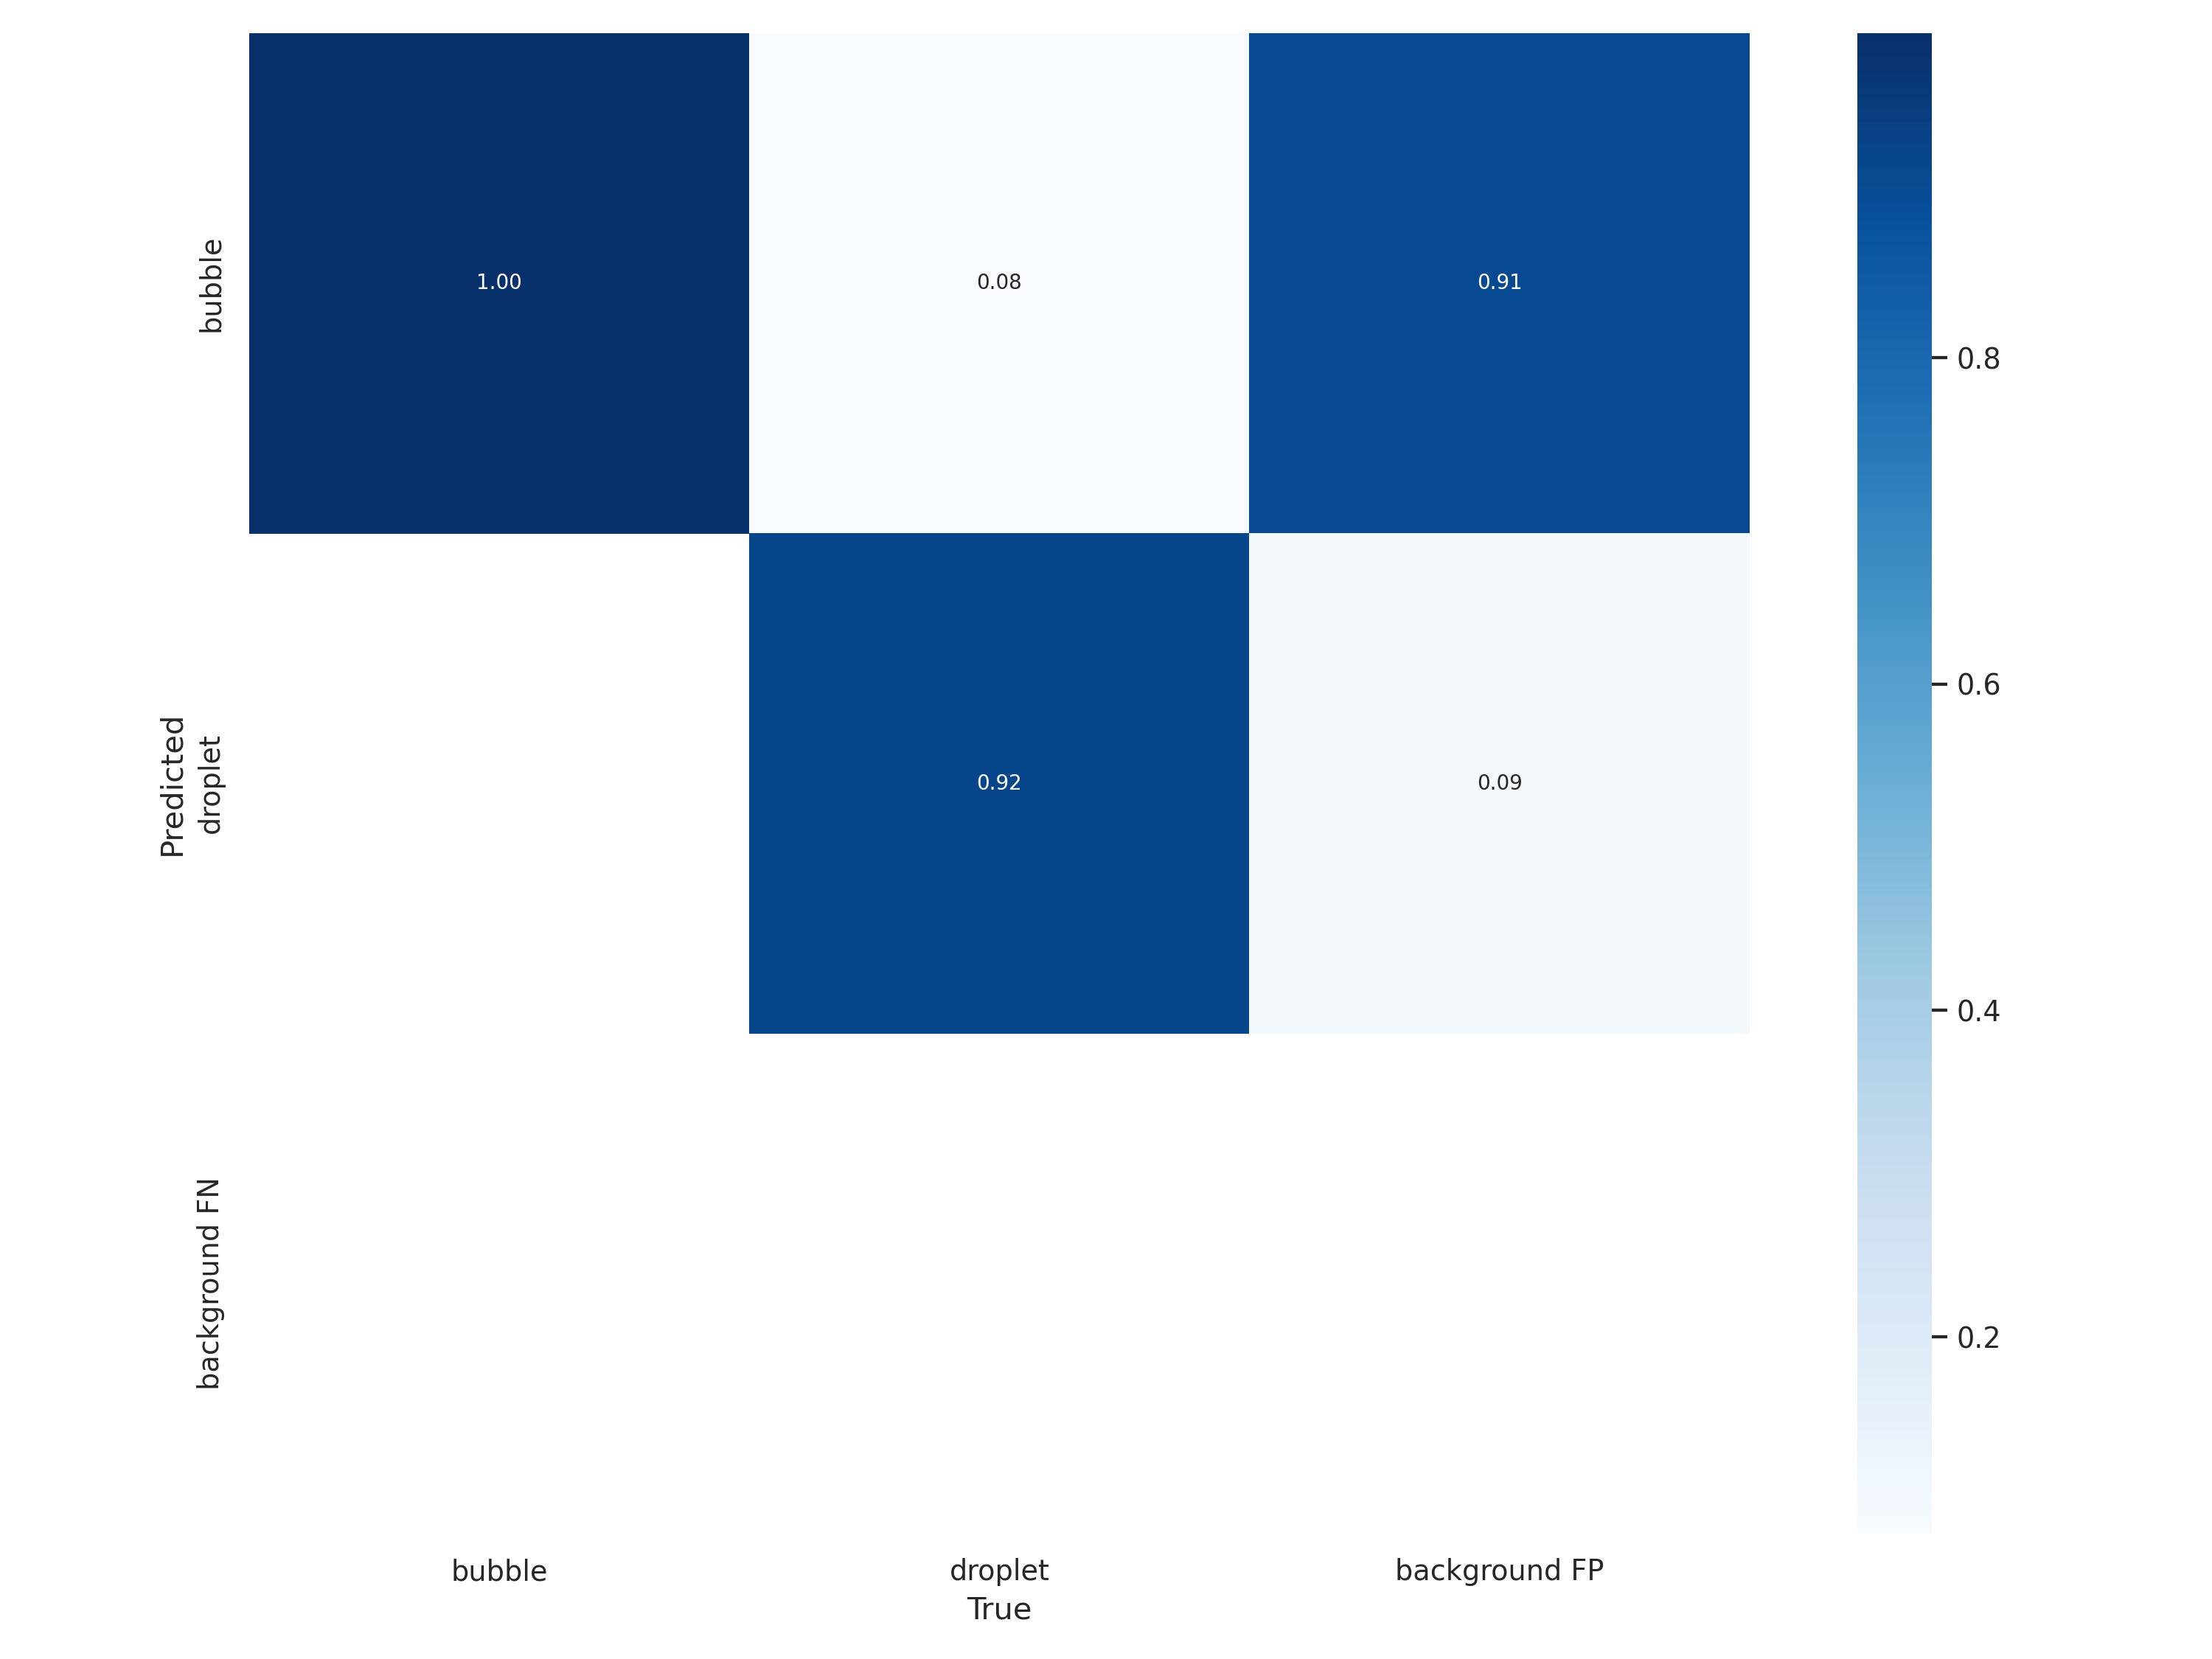 bubble
1.00
0.08
0.91
Predicted
droplet
0.92
0.09
background FN
bubble
droplet
background FP
True
0.8
0.6
0.4
0.2